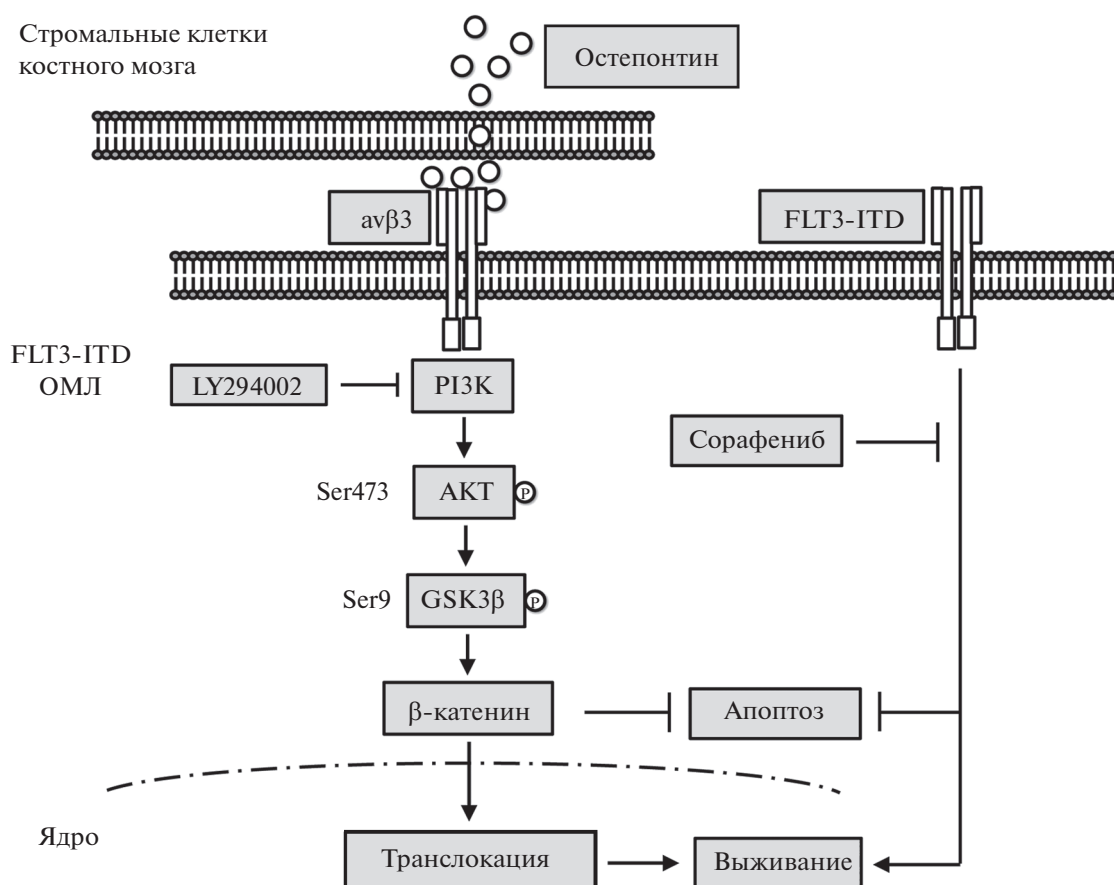 Стромальные клетки
костного мозга
Остепонтин
avβ3
FLT3-ITD
FLT3-ITD
ОМЛ
LY294002
PI3K
Сорафениб
Ser473
AKT
P
Ser9
GSK3β
P
β-катенин
Апоптоз
Ядро
Транслокация
Выживание